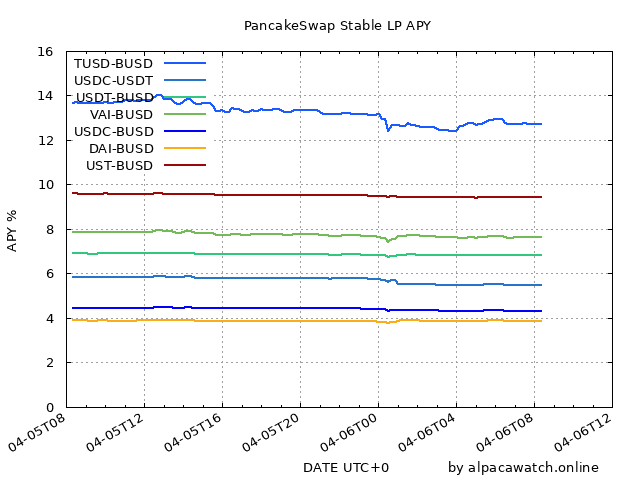 PancakeSwap Stable LP APY
16
14
12
10
8
6
4
2
0
APY %
TUSD-BUSD
USDC-USDT
USDT-BUSD
VAI-BUSD
USDC-BUSD
DAI-BUSD
UST-BUSD
04-05T08
04-05T12
04-05T16
04-05T20
04-06T00
04-06T04
04-06T08
04-06T12
DATE UTC+0
by alpacawatch.online